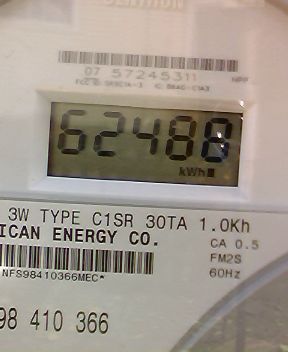 CENTRON
07 57245311
62488
kWh
3W TYPE C1SR 30TA 1.0Kh
ICAN ENERGY CO.
CA 0.5
FM2S
NFS98410366MEC*
60Hz
98 410 366